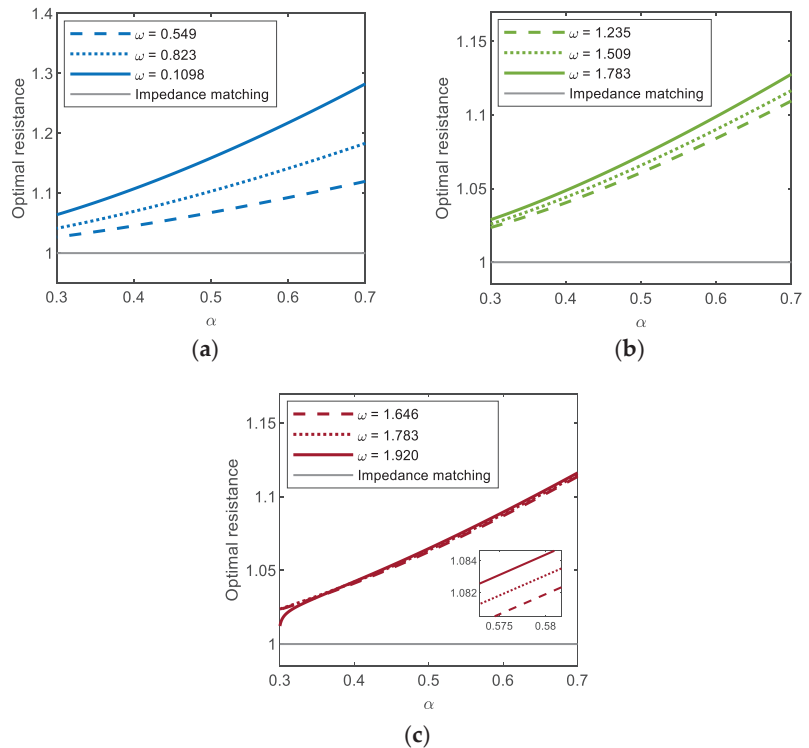 1.4
1.3
1.2
1.1
1
Optimal resistance
ω = 0.549
ω = 0.823
ω = 0.1098
Impedance matching
0.3 0.4 0.5 0.6 0.7
α
(a)
1.15
1.1
1.05
1
Optimal resistance
ω = 1.235
ω = 1.509
ω = 1.783
Impedance matching
0.3 0.4 0.5 0.6 0.7
α
(b)
1.15
1.1
1.05
1
Optimal resistance
ω = 1.646
ω = 1.783
ω = 1.920
Impedance matching
1.084
1.082
0.575 0.58
0.3 0.4 0.5 0.6 0.7
α
(c)